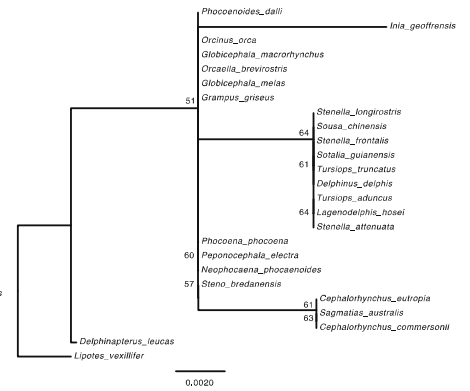 Phocoenoides_dalli
Inia_geoffrensis
Orcinus_orca
Globicephala_macrorhynchus
Orcaella_brevirostris
Globicephala_melas
Grampus_griseus
51
Stenella_longirostris
Sousa_chinensis
64
Stenella_frontalis
Sotalia_guianensis
61
Tursiops_truncatus
Delphinus_delphis
Tursiops_aduncus
64
Lagenodelphis_hosei
Stenella_attenuata
Phocoena_phocoena
60
Peponocephala_electra
Neophocaena_phocaenoides
57
Steno_bredanensis
Cephalorhynchus_eutropia
61
Sagmatias_australis
63
Cephalorhynchus_commersonii
s
Delphinapterus_leucas
Lipotes_vexillifer
0.0020